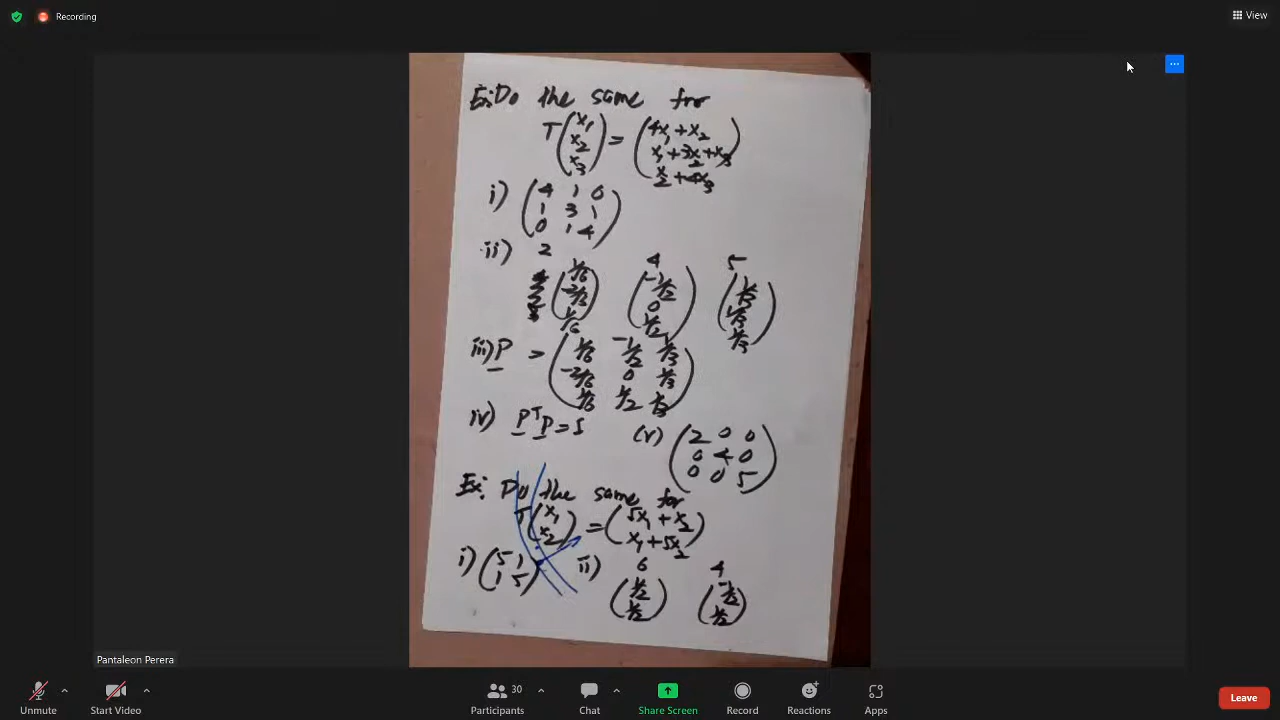 Recording
View
Ex: Do the same for
T(x1 x2 x3) = (4x1+x2 x1+3x2+x3 x2+4x3)
i) (4 1 0
1 3 1
0 1 4)
ii) 2 4 5
(1/√6 -2/√6 1/√6) (-1/√2 0 1/√2) (1/√3 1/√3 1/√3)
iii) P = (1/√6 -1/√2 1/√3
-2/√6 0 1/√3
1/√6 1/√2 1/√3)
iv) PᵀP = I (v) (2 0 0
0 4 0
0 0 5)
Ex: Do the same for
T(x1 x2) = (5x1+x2 x1+5x2)
i) (5 1
1 5) ii) 6 4
(1/√2 1/√2) (-1/√2 1/√2)
Pantaleon Perera
Unmute
Start Video
Participants
30
Chat
Share Screen
Record
Reactions
Apps
Leave